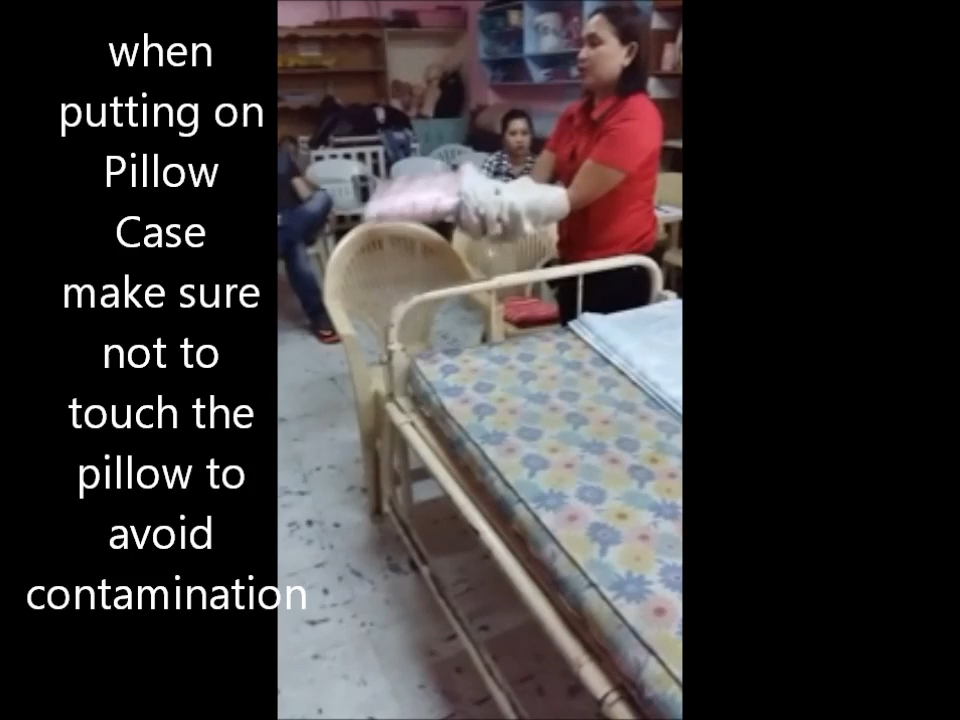 when
putting on
Pillow
Case
make sure
not to
touch the
pillow to
avoid
contamination